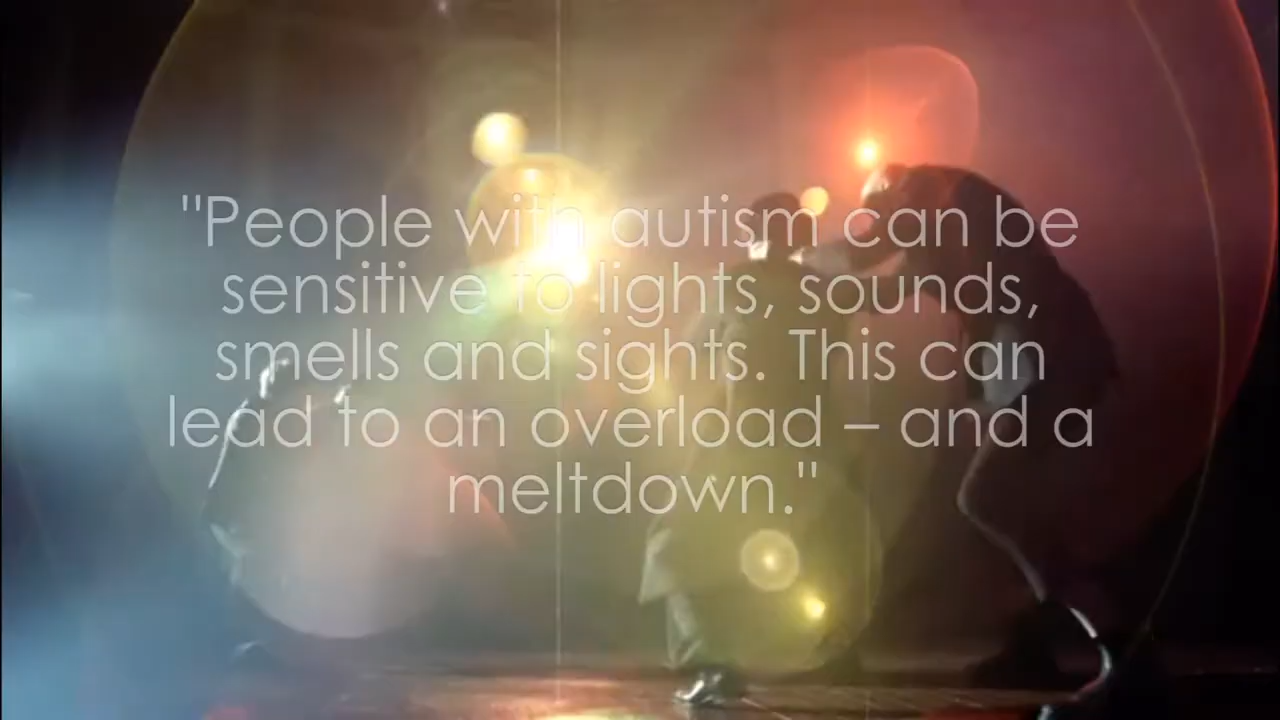 "People with autism can be
sensitive to lights, sounds,
smells and sights. This can
lead to an overload – and a
meltdown."